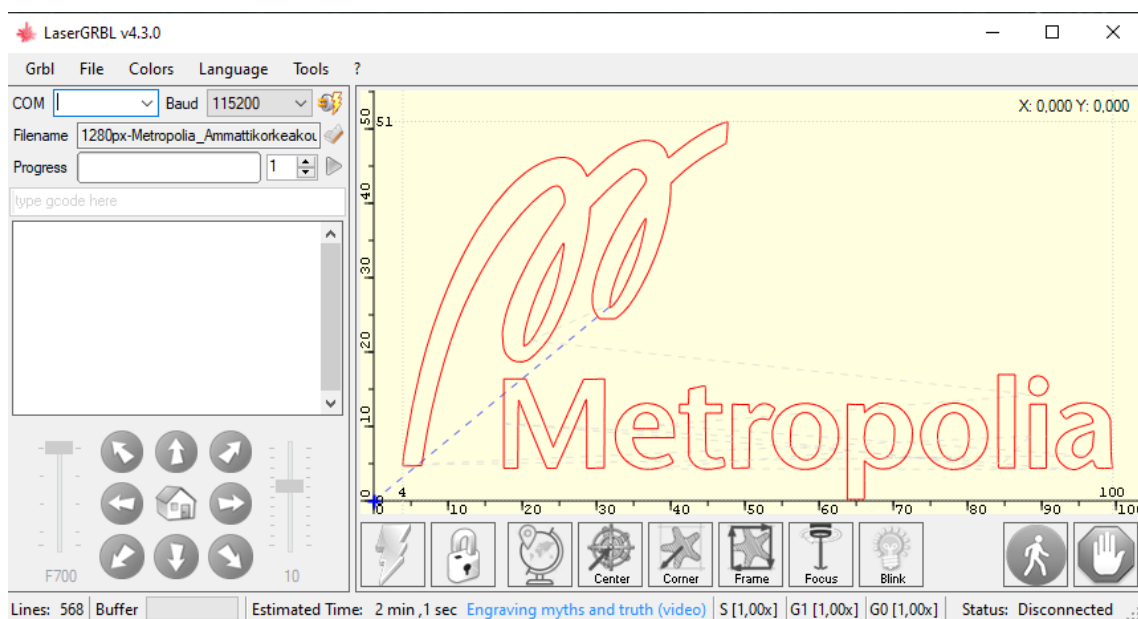 LaserGRBL v4.3.0
Grbl File Colors Language Tools ?
COM Baud 115200
Filename 1280px-Metropolia_Ammattikorkeakou
Progress 1
type gcode here
X: 0,000 Y: 0,000
51
50
40
30
20
10
0
Metropolia
4 100
0 10 20 30 40 50 60 70 80 90 100
F700 10
Center Corner Frame Focus Blink
Lines: 568 Buffer Estimated Time: 2 min ,1 sec Engraving myths and truth (video) S [1,00x] G1 [1,00x] G0 [1,00x] Status: Disconnected